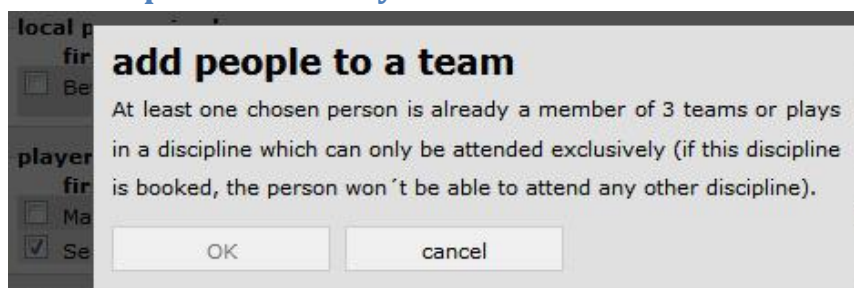 local p
fir
Be
add people to a team
At least one chosen person is already a member of 3 teams or plays
in a discipline which can only be attended exclusively (if this discipline
is booked, the person won´t be able to attend any other discipline).
player
fir
Ma
Se
OK cancel